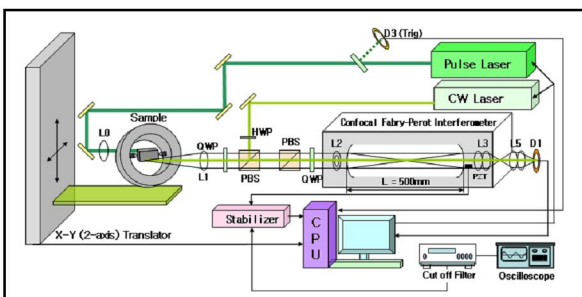 D3 (Trig)
Pulse Laser
CW Laser
Sample
Confocal Fabry-Perot Interferometer
L0
HWP
QWP
PBS
L2
L3
L5
D1
L1
PBS
QWP
L = 500mm
PZT
Stabilizer
CPU
X-Y (2-axis) Translator
Cut off Filter
Oscilloscope